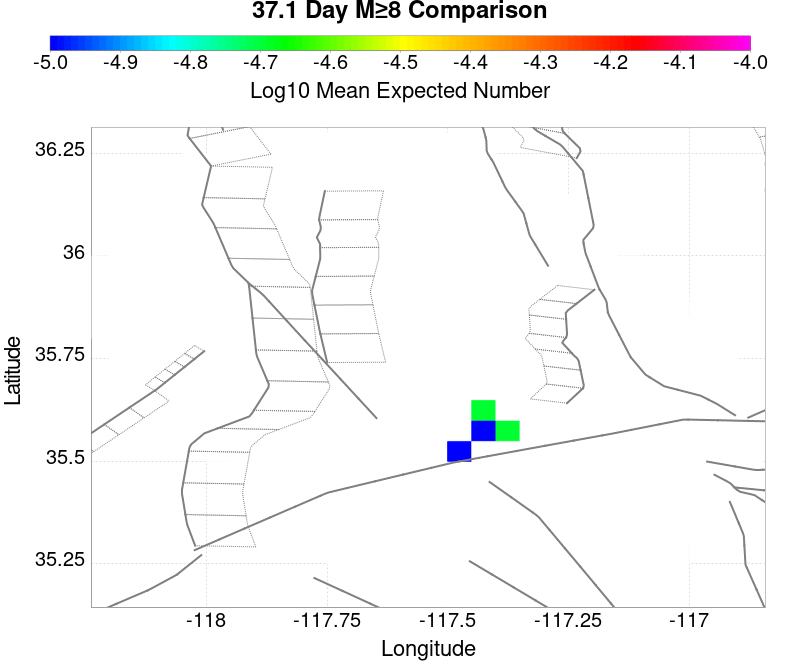 37.1 Day M≥8 Comparison
-5.0 -4.9 -4.8 -4.7 -4.6 -4.5 -4.4 -4.3 -4.2 -4.1 -4.0
Log10 Mean Expected Number
36.25
36
35.75
35.5
35.25
Latitude
-118 -117.75 -117.5 -117.25 -117
Longitude